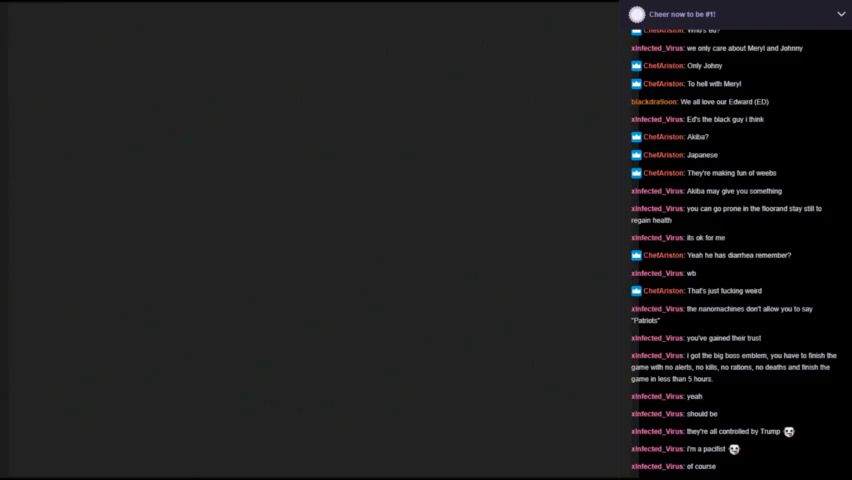 Cheer now to be #1!
ChefAriston: Who's ed?
xInfected_Virus: we only care about Meryl and Johnny
ChefAriston: Only Johny
ChefAriston: To hell with Meryl
blackdra9oon: We all love our Edward (ED)
xInfected_Virus: Ed's the black guy i think
ChefAriston: Akiba?
ChefAriston: Japanese
ChefAriston: They're making fun of weebs
xInfected_Virus: Akiba may give you something
xInfected_Virus: you can go prone in the floorand stay still to
regain health
xInfected_Virus: its ok for me
ChefAriston: Yeah he has diarrhea remember?
xInfected_Virus: wb
ChefAriston: That's just fucking weird
xInfected_Virus: the nanomachines don't allow you to say
"Patriots"
xInfected_Virus: you've gained their trust
xInfected_Virus: i got the big boss emblem, you have to finish the
game with no alerts, no kills, no rations, no deaths and finish the
game in less than 5 hours.
xInfected_Virus: yeah
xInfected_Virus: should be
xInfected_Virus: they're all controlled by Trump
xInfected_Virus: i'm a pacifist
xInfected_Virus: of course